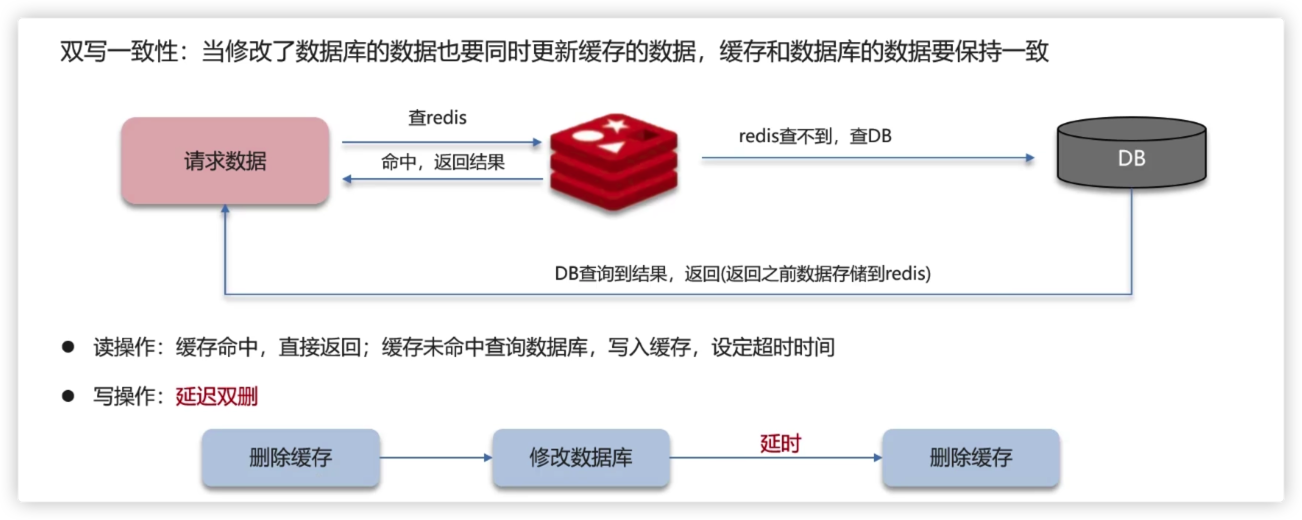 双写一致性：当修改了数据库的数据也要同时更新缓存的数据，缓存和数据库的数据要保持一致
请求数据
查redis
命中，返回结果
redis查不到，查DB
DB
DB查询到结果，返回(返回之前数据存储到redis)
读操作：缓存命中，直接返回；缓存未命中查询数据库，写入缓存，设定超时时间
写操作：延迟双删
删除缓存
修改数据库
延时
删除缓存